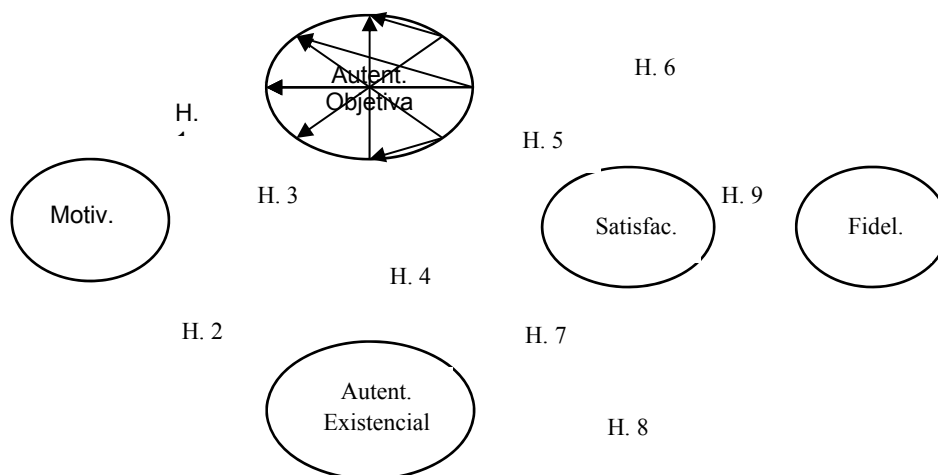 H. 6
Autent.
Objetiva
H.
H. 5
H. 3
H. 9
Motiv.
Satisfac.
Fidel.
H. 4
H. 2
H. 7
Autent.
Existencial
H. 8